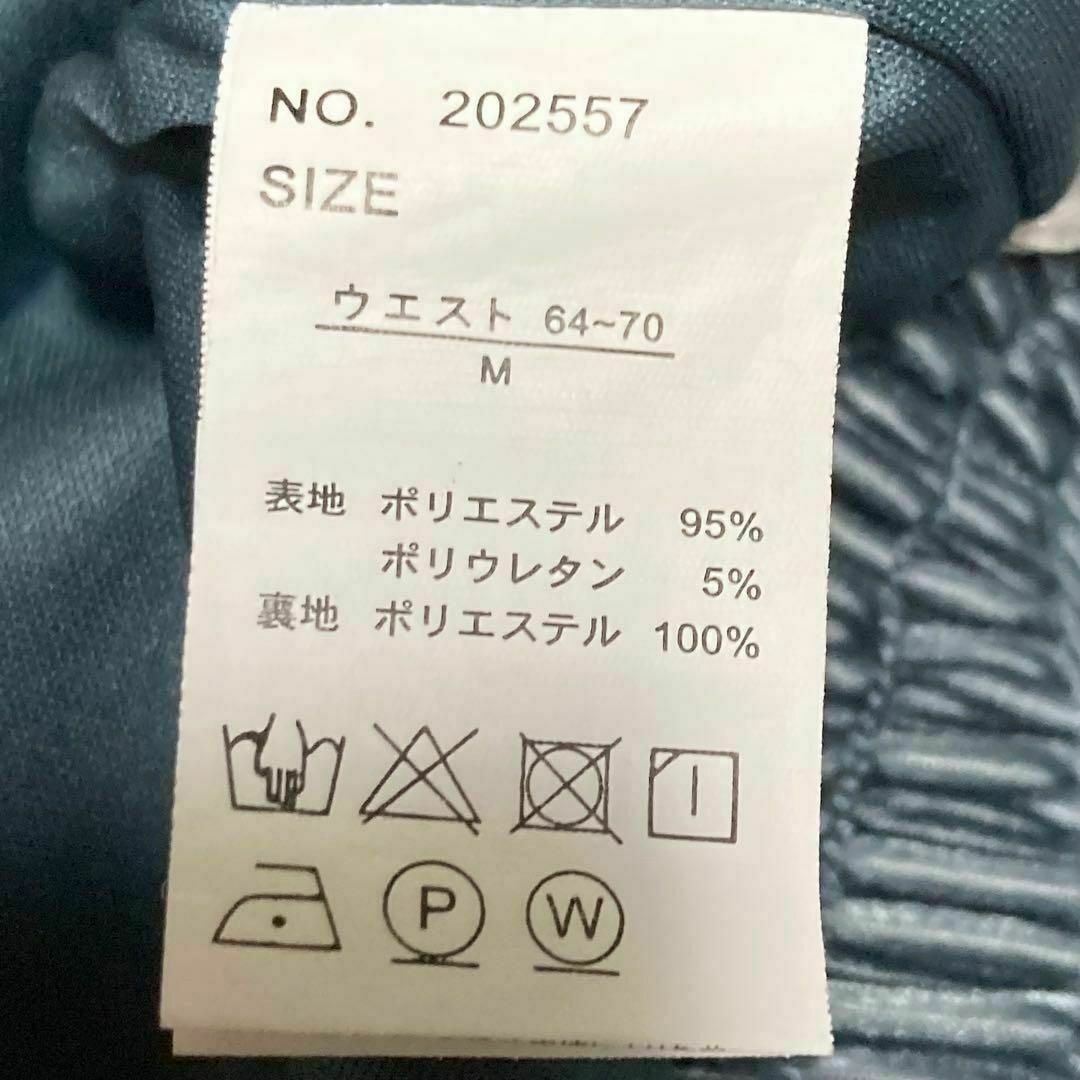 NO. 202557
SIZE
ウエスト 64~70
M
表地 ポリエステル 95%
ポリウレタン 5%
裏地 ポリエステル 100%
P W